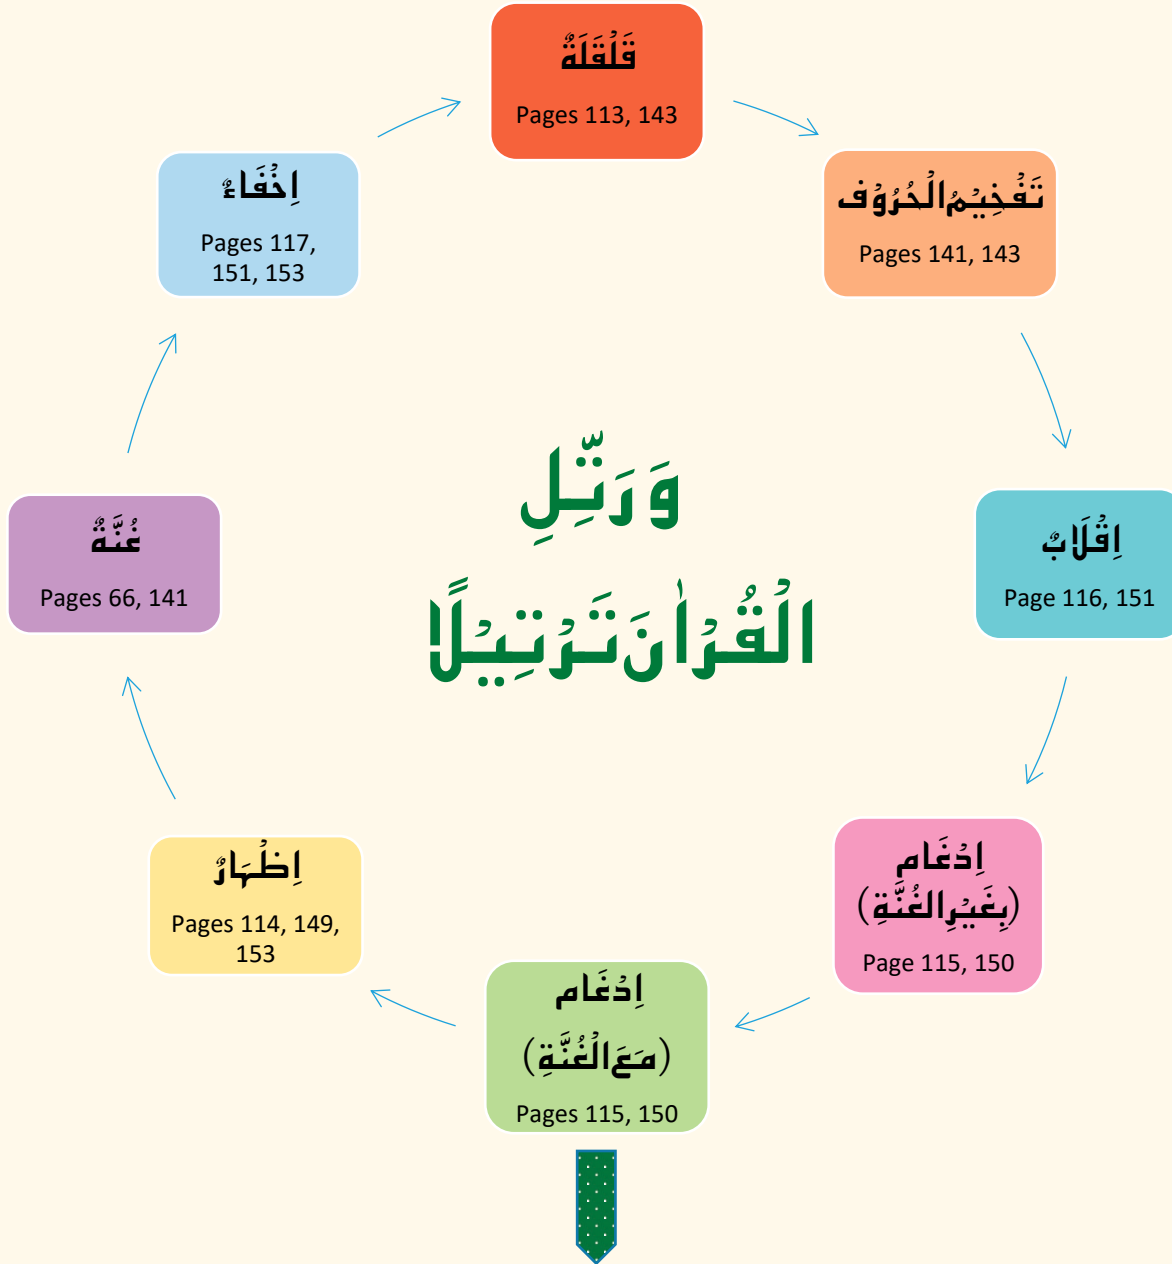 قَلْقَلَةٌ
Pages 113, 143
تَفْخِيْمُ الْحُرُوْف
Pages 141, 143
اِقْلَابٌ
Page 116, 151
اِدْغَام
(بِغَيْرِ الْغُنَّةِ)
Page 115, 150
اِدْغَام
(مَعَ الْغُنَّةِ)
Pages 115, 150
اِظْهَارٌ
Pages 114, 149,
153
غُنَّةٌ
Pages 66, 141
اِخْفَاءٌ
Pages 117,
151, 153
وَ رَتِّلِ
الْقُرْاٰنَ تَرْتِيْلًا